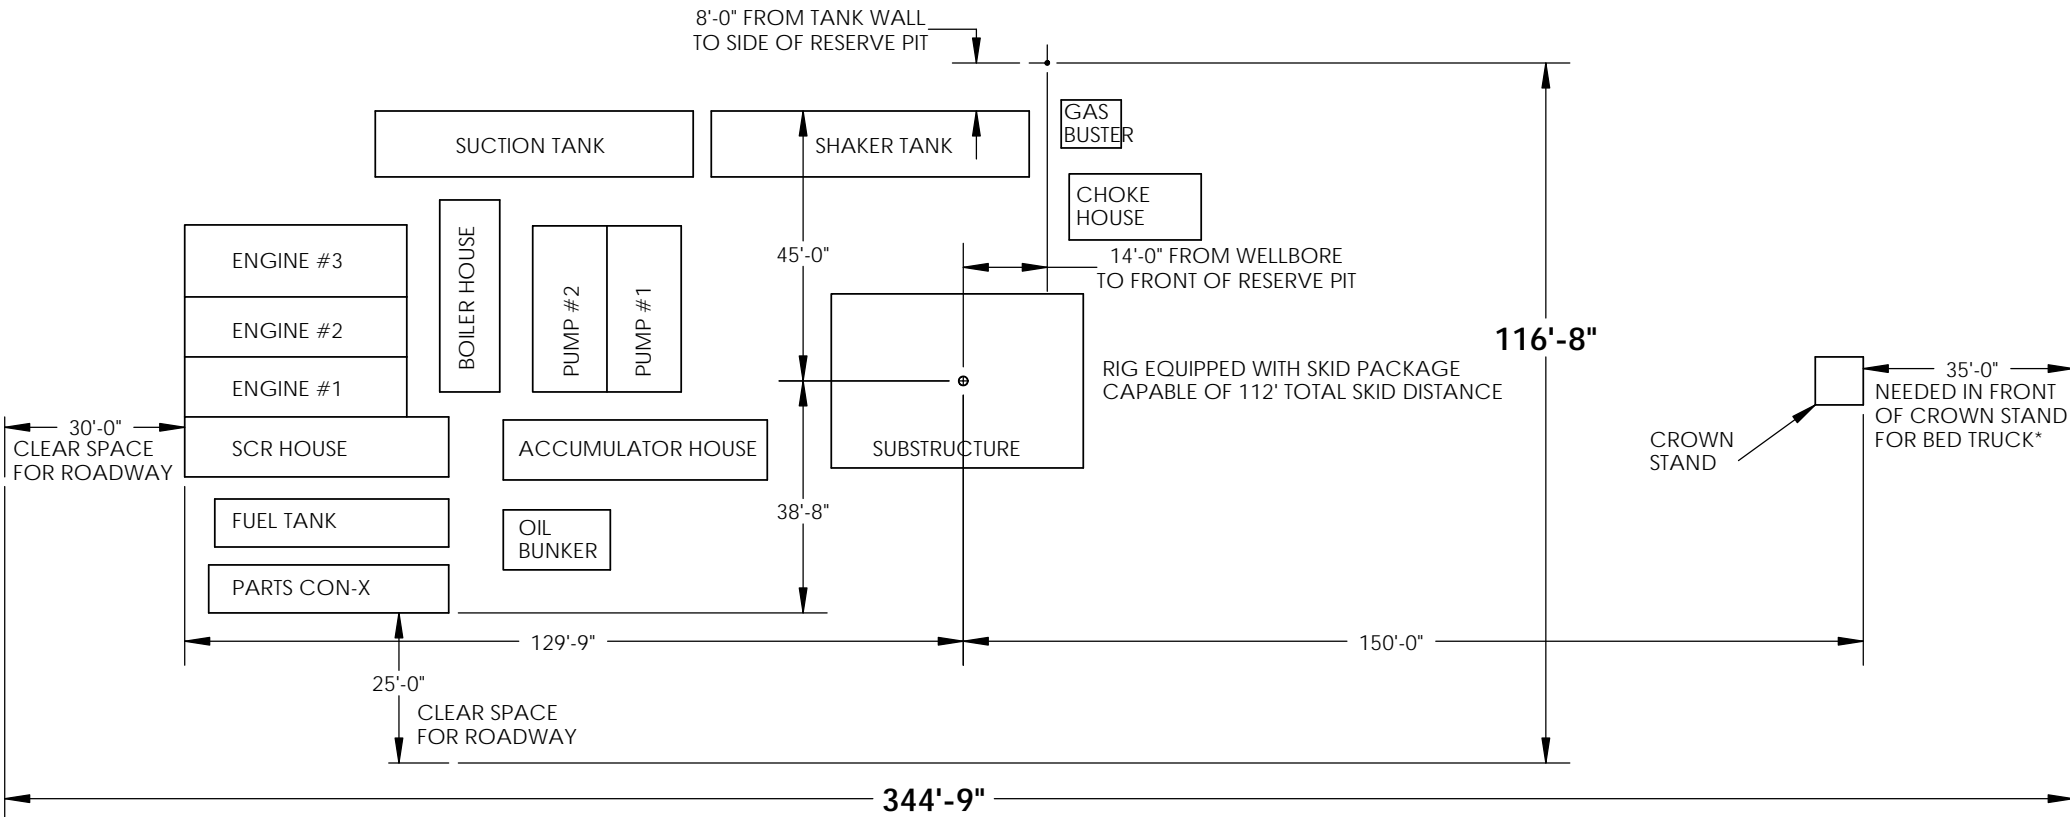 8'-0" FROM TANK WALL
TO SIDE OF RESERVE PIT
GAS
BUSTER
SUCTION TANK
SHAKER TANK
CHOKE
HOUSE
ENGINE #3
BOILER HOUSE
PUMP #2
PUMP #1
45'-0"
14'-0" FROM WELLBORE
TO FRONT OF RESERVE PIT
ENGINE #2
116'-8"
ENGINE #1
RIG EQUIPPED WITH SKID PACKAGE
CAPABLE OF 112' TOTAL SKID DISTANCE
35'-0"
NEEDED IN FRONT
OF CROWN STAND
FOR BED TRUCK*
30'-0"
CLEAR SPACE
FOR ROADWAY
SCR HOUSE
ACCUMULATOR HOUSE
SUBSTRUCTURE
CROWN
STAND
FUEL TANK
OIL
BUNKER
38'-8"
PARTS CON-X
129'-9"
150'-0"
25'-0"
CLEAR SPACE
FOR ROADWAY
344'-9"